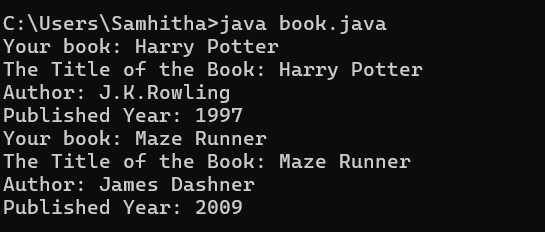 C:\Users\Samhitha>java book.java
Your book: Harry Potter
The Title of the Book: Harry Potter
Author: J.K.Rowling
Published Year: 1997
Your book: Maze Runner
The Title of the Book: Maze Runner
Author: James Dashner
Published Year: 2009